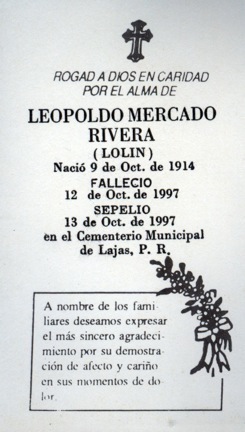 ROGAD A DIOS EN CARIDAD
POR EL ALMA DE
LEOPOLDO MERCADO
RIVERA
(LOLIN)
Nació 9 de Oct. de 1914
FALLECIO
12 de Oct. de 1997
SEPELIO
13 de Oct. de 1997
en el Cementerio Municipal
de Lajas, P. R.
A nombre de los fami-
liares deseamos expresar
el más sincero agradeci-
miento por su demostra-
ción de afecto y cariño
en sus momentos de do-
lor.